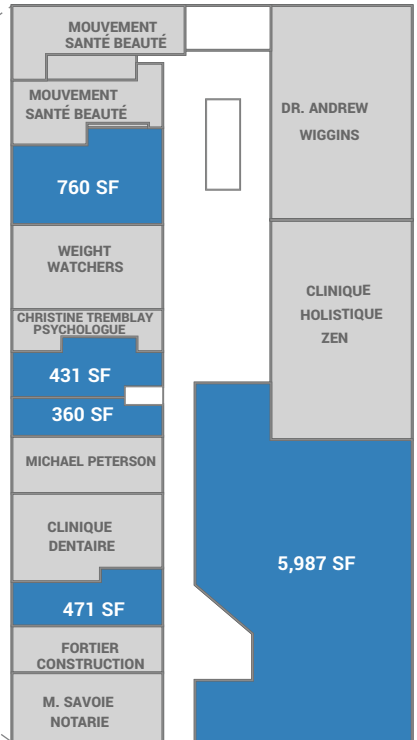 MOUVEMENT
SANTÉ BEAUTÉ
MOUVEMENT
SANTÉ BEAUTÉ
760 SF
WEIGHT
WATCHERS
CHRISTINE TREMBLAY
PSYCHOLOGUE
431 SF
360 SF
MICHAEL PETERSON
CLINIQUE
DENTAIRE
471 SF
FORTIER
CONSTRUCTION
M. SAVOIE
NOTARIE
DR. ANDREW
WIGGINS
CLINIQUE
HOLISTIQUE
ZEN
5,987 SF